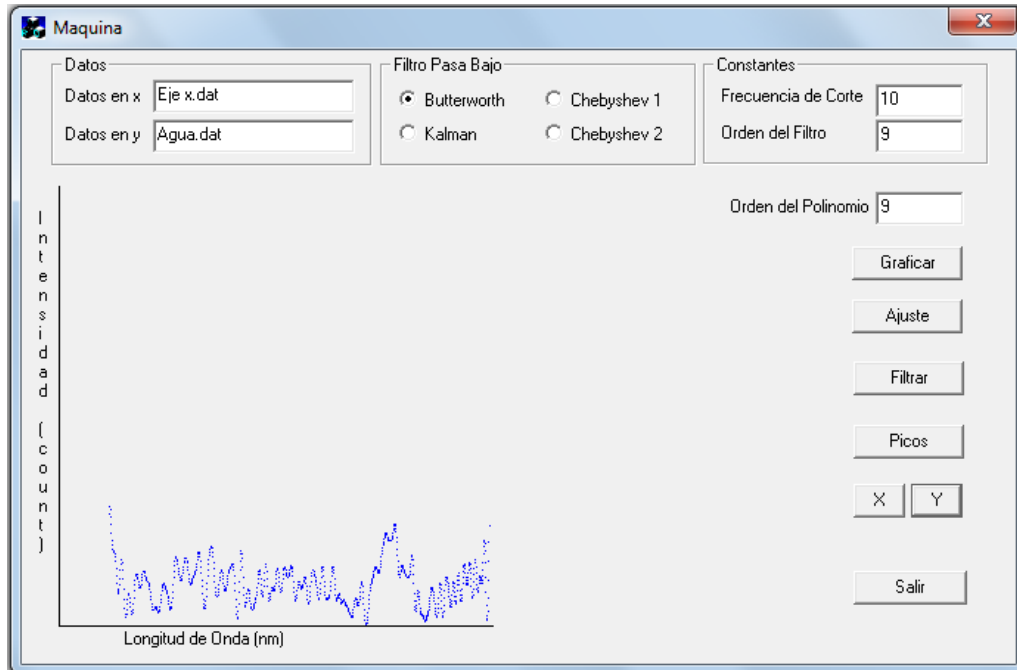 Maquina
Datos
Datos en x Eje x.dat
Datos en y Agua.dat
Filtro Pasa Bajo
Butterworth Chebyshev 1
Kalman Chebyshev 2
Constantes
Frecuencia de Corte 10
Orden del Filtro 9
Orden del Polinomio 9
Intensidad (count)
Graficar
Ajuste
Filtrar
Picos
X Y
Salir
Longitud de Onda (nm)